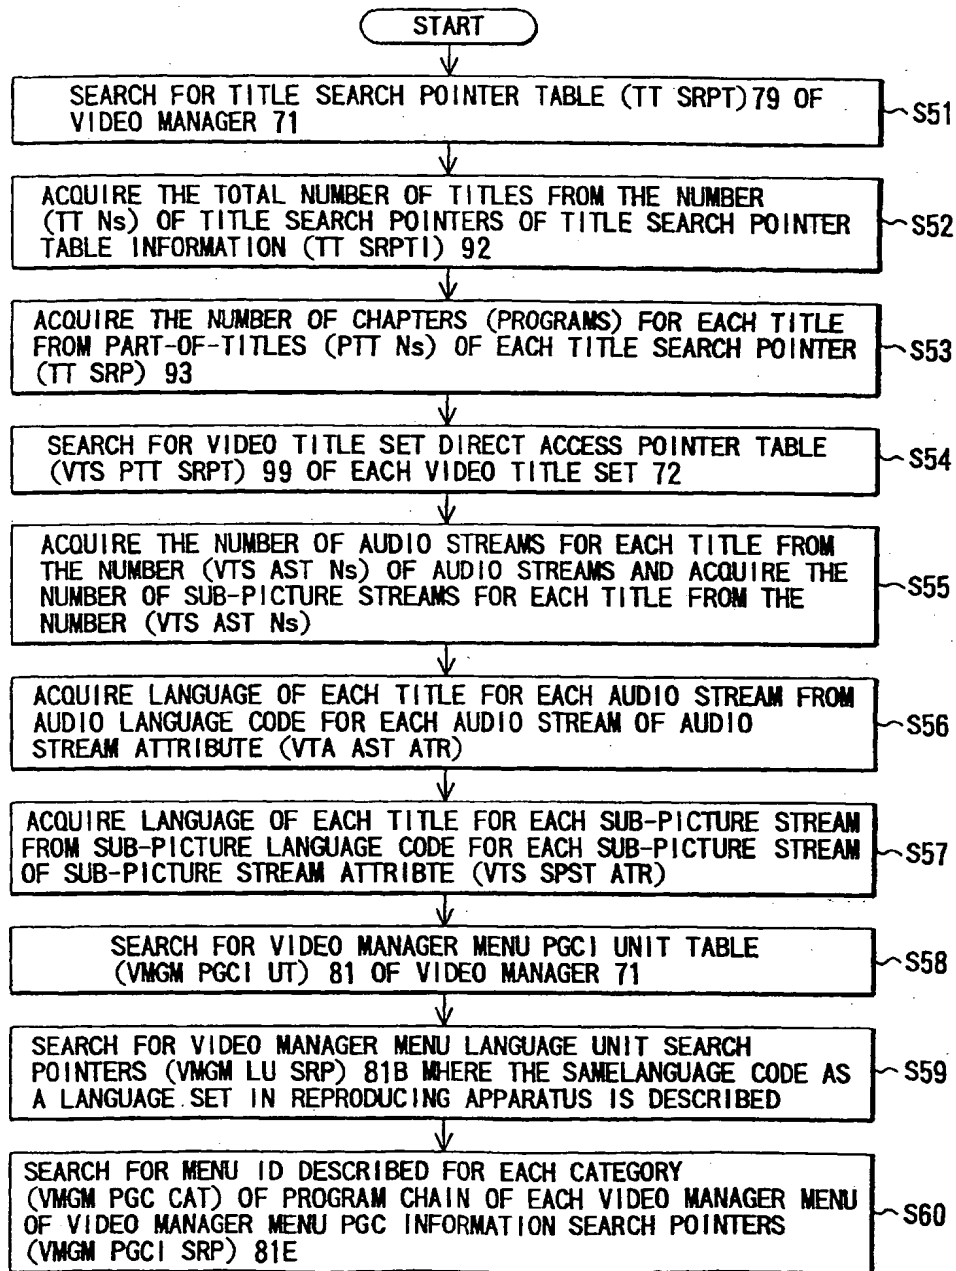 START
SEARCH FOR TITLE SEARCH POINTER TABLE (TT SRPT)79 OF
VIDEO MANAGER 71
S51
ACQUIRE THE TOTAL NUMBER OF TITLES FROM THE NUMBER
(TT Ns) OF TITLE SEARCH POINTERS OF TITLE SEARCH POINTER
TABLE INFORMATION (TT SRPTI) 92
S52
ACQUIRE THE NUMBER OF CHAPTERS (PROGRAMS) FOR EACH TITLE
FROM PART-OF-TITLES (PTT Ns) OF EACH TITLE SEARCH POINTER
(TT SRP) 93
S53
SEARCH FOR VIDEO TITLE SET DIRECT ACCESS POINTER TABLE
(VTS PTT SRPT) 99 OF EACH VIDEO TITLE SET 72
S54
ACQUIRE THE NUMBER OF AUDIO STREAMS FOR EACH TITLE FROM
THE NUMBER (VTS AST Ns) OF AUDIO STREAMS AND ACQUIRE THE
NUMBER OF SUB-PICTURE STREAMS FOR EACH TITLE FROM THE
NUMBER (VTS AST Ns)
S55
ACQUIRE LANGUAGE OF EACH TITLE FOR EACH AUDIO STREAM FROM
AUDIO LANGUAGE CODE FOR EACH AUDIO STREAM OF AUDIO
STREAM ATTRIBUTE (VTA AST ATR)
S56
ACQUIRE LANGUAGE OF EACH TITLE FOR EACH SUB-PICTURE STREAM
FROM SUB-PICTURE LANGUAGE CODE FOR EACH SUB-PICTURE STREAM
OF SUB-PICTURE STREAM ATTRIBTE (VTS SPST ATR)
S57
SEARCH FOR VIDEO MANAGER MENU PGCI UNIT TABLE
(VMGM PGCI UT) 81 OF VIDEO MANAGER 71
S58
SEARCH FOR VIDEO MANAGER MENU LANGUAGE UNIT SEARCH
POINTERS (VMGM LU SRP) 81B WHERE THE SAMELANGUAGE CODE AS
A LANGUAGE SET IN REPRODUCING APPARATUS IS DESCRIBED
S59
SEARCH FOR MENU ID DESCRIBED FOR EACH CATEGORY
(VMGM PGC CAT) OF PROGRAM CHAIN OF EACH VIDEO MANAGER MENU
OF VIDEO MANAGER MENU PGC INFORMATION SEARCH POINTERS
(VMGM PGCI SRP) 81E
S60